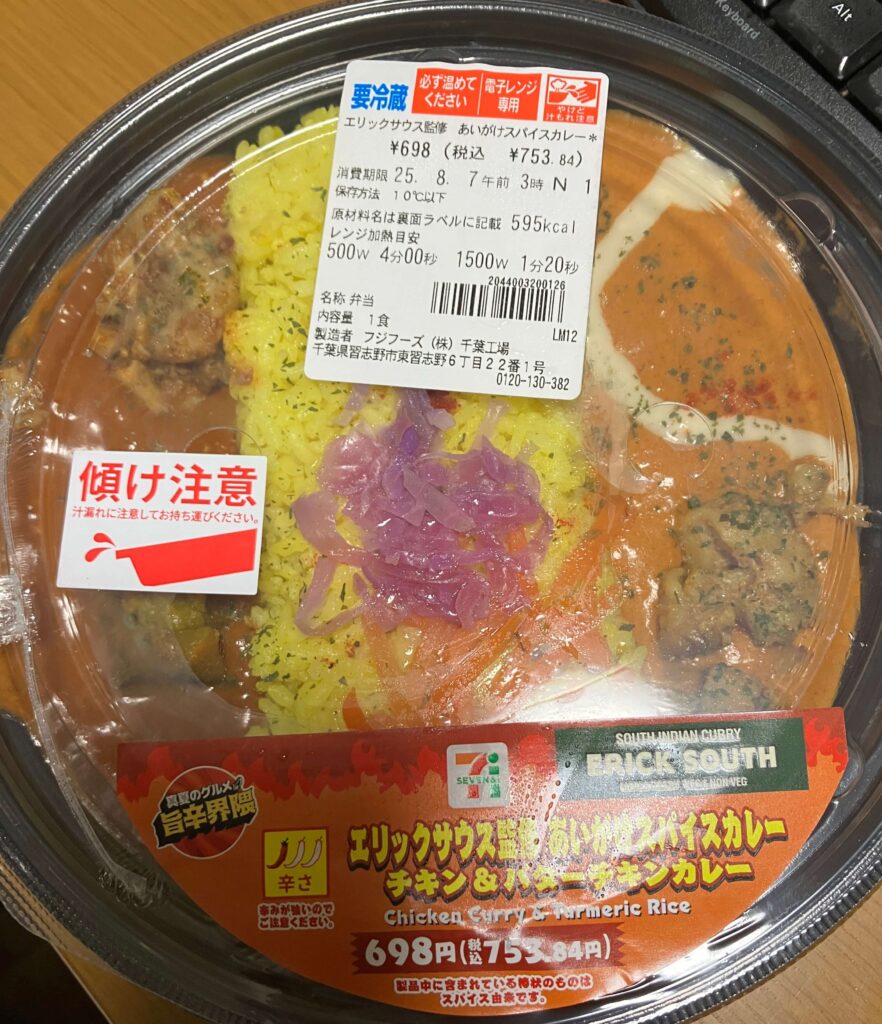 Keyboard
Alt
要冷蔵
必ず温めて
ください
電子レンジ
専用
やけど
汁もれ注意
エリックサウス監修 あいがけスパイスカレー*
¥698 (税込 ¥753.84)
消費期限 25. 8. 7午前 3時 N 1
保存方法 10℃以下
原材料名は裏面ラベルに記載 595kcal
レンジ加熱目安
500W 4分00秒 1500W 1分20秒
2044003200126
名称 弁当
内容量 1食
LM12
製造者 フジフーズ(株)千葉工場
千葉県習志野市東習志野6丁目22番1号
0120-130-382
傾け注意
汁漏れに注意してお持ち運びください。
SOUTH INDIAN CURRY
ERICK SOUTH
NON VEG
SEVEN&i
真夏のグルメ
旨辛界隈
辛さ
辛みが強いので
ご注意ください。
エリックサウス監修 あいがけスパイスカレー
チキン&バターチキンカレー
Chicken Curry & Turmeric Rice
698円(税込753.84円)
製品中に含まれている棒状のものは
スパイス由来です。